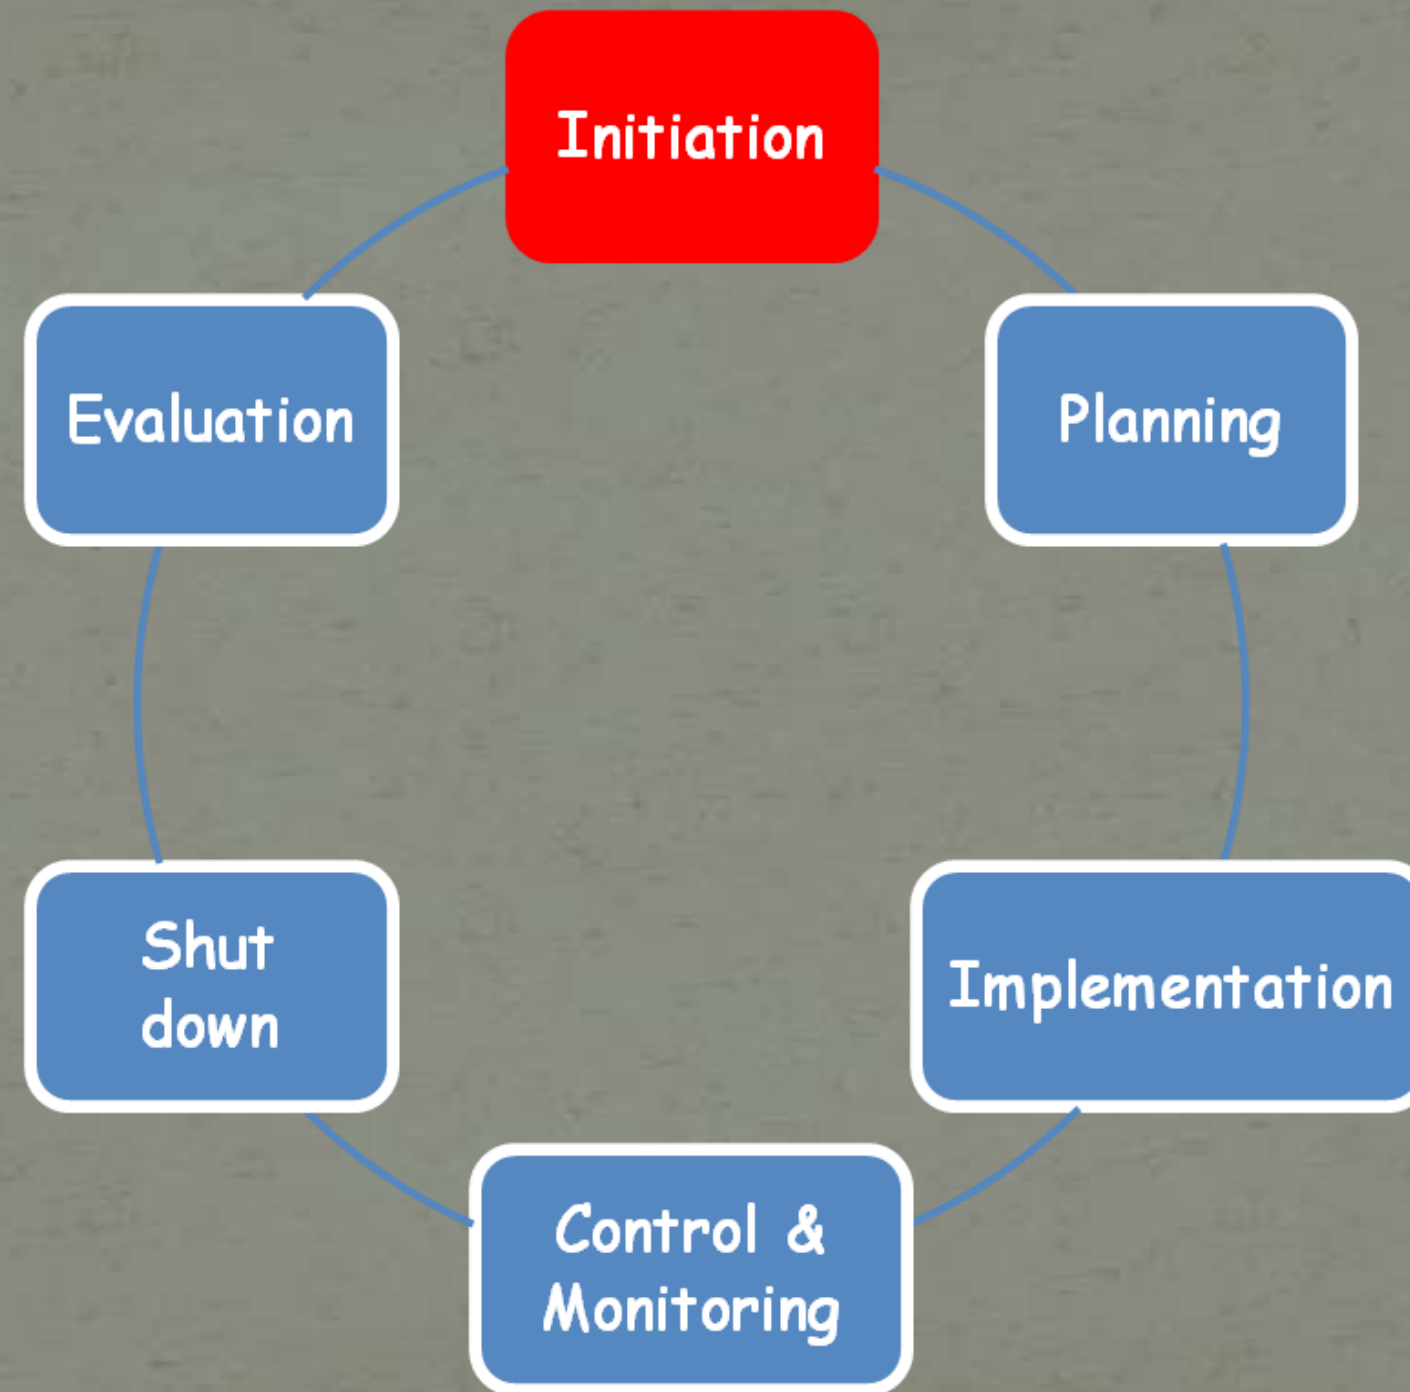 Initiation
Planning
Implementation
Control &
Monitoring
Shut
down
Evaluation